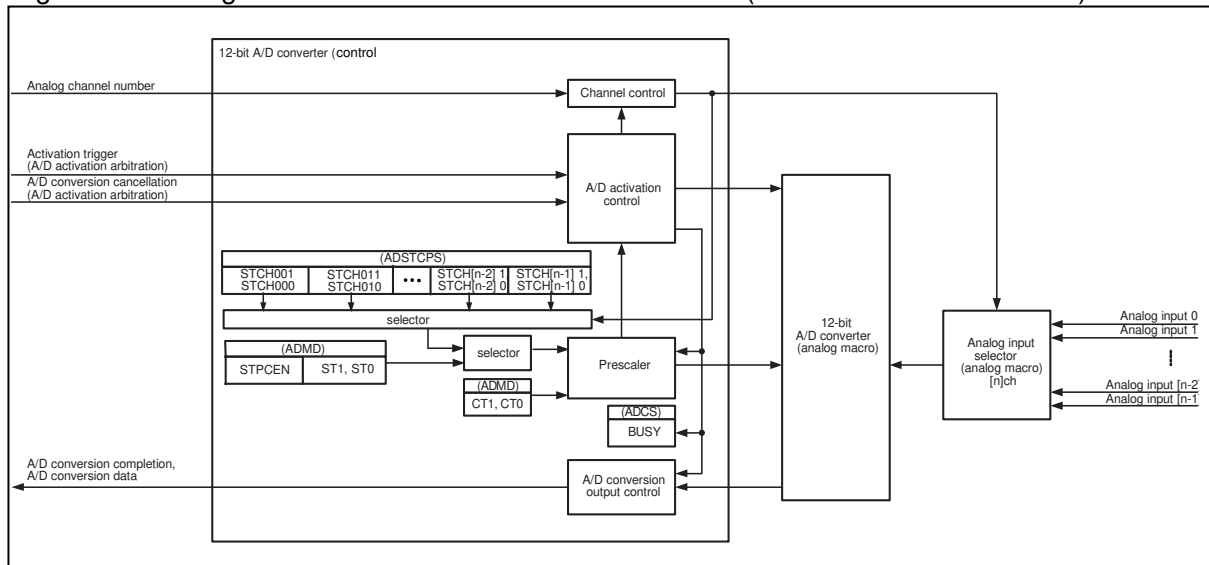 12-bit A/D converter (control
Analog channel number
Channel control
Activation trigger
(A/D activation arbitration)
A/D conversion cancellation
(A/D activation arbitration)
A/D activation
control
(ADSTCPS)
STCH001
STCH000
STCH011
STCH010
•••
STCH[n-2] 1
STCH[n-2] 0
STCH[n-1] 1,
STCH[n-1] 0
selector
(ADMD)
STPCEN
ST1, ST0
selector
Prescaler
(ADMD)
CT1, CT0
(ADCS)
BUSY
12-bit
A/D converter
(analog macro)
Analog input
selector
(analog macro)
[n]ch
Analog input 0
Analog input 1
Analog input [n-2]
Analog input [n-1]
A/D conversion completion,
A/D conversion data
A/D conversion
output control